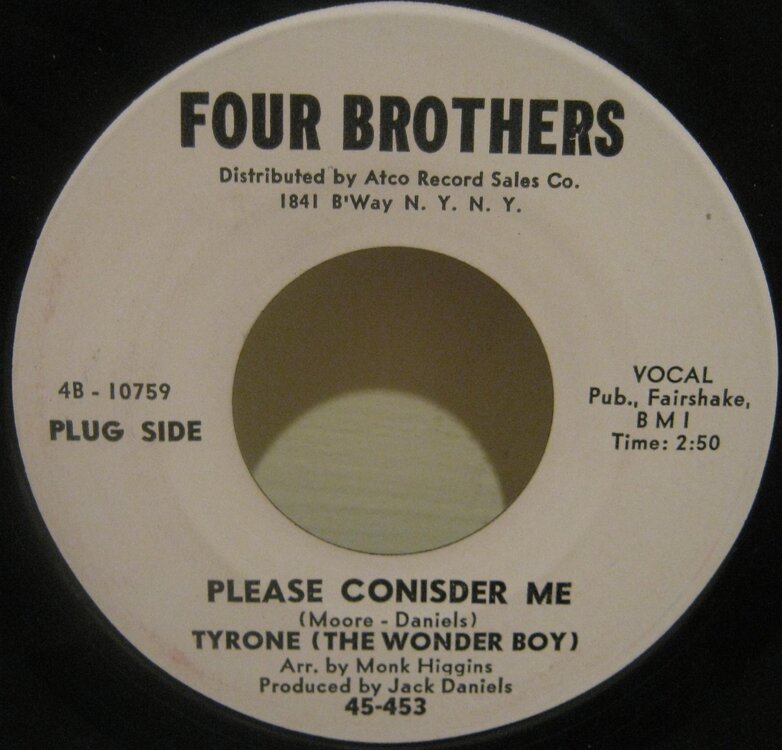 FOUR BROTHERS
Distributed by Atco Record Sales Co.
1841 B'Way N. Y. N. Y.
4B - 10759
PLUG SIDE
VOCAL
Pub., Fairshake,
B M I
Time: 2:50
PLEASE CONISDER ME
(Moore - Daniels)
TYRONE (THE WONDER BOY)
Arr. by Monk Higgins
Produced by Jack Daniels
45-453